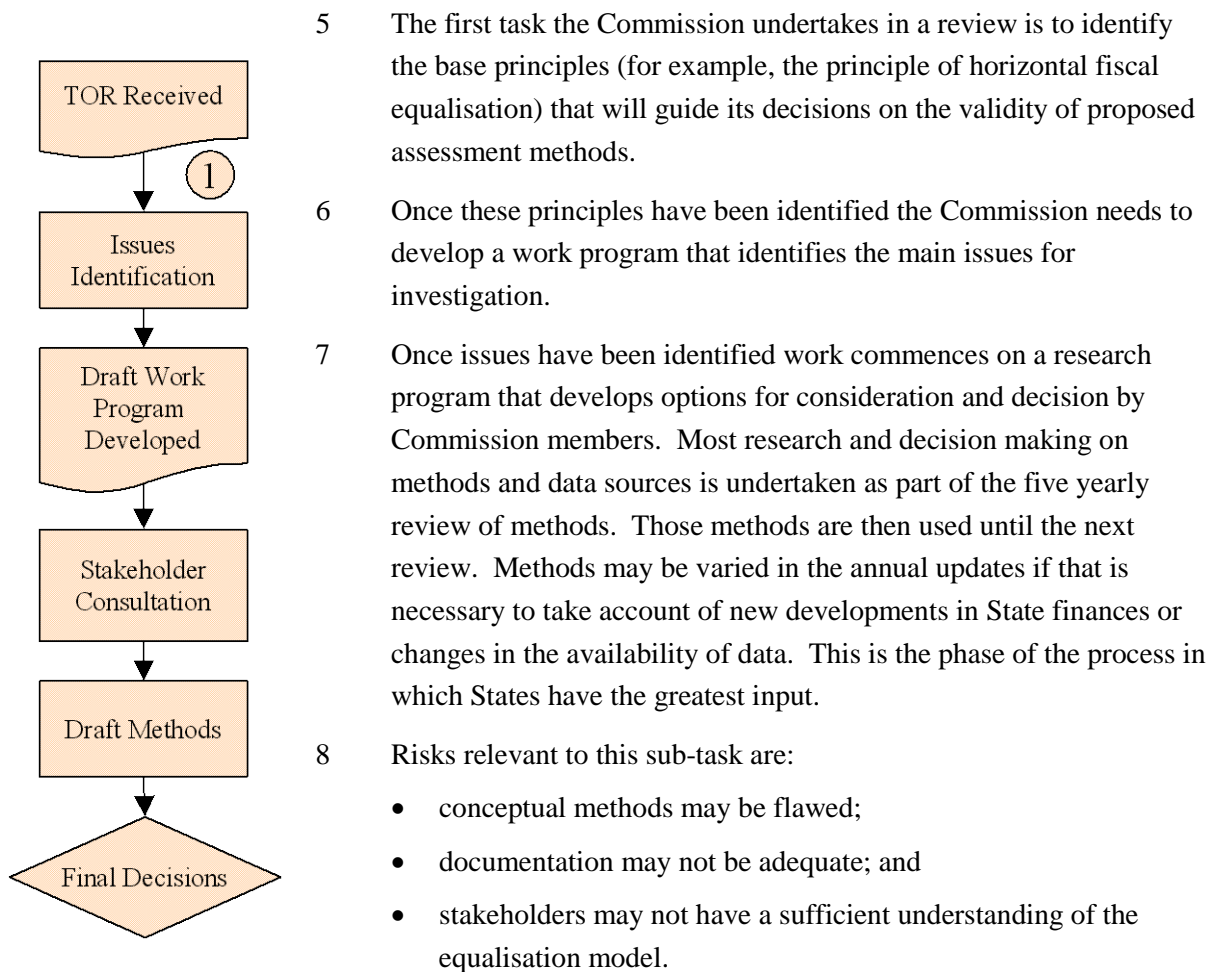 TOR Received
1
Issues
Identification
Draft Work
Program
Developed
Stakeholder
Consultation
Draft Methods
Final Decisions
5 The first task the Commission undertakes in a review is to identify
the base principles (for example, the principle of horizontal fiscal
equalisation) that will guide its decisions on the validity of proposed
assessment methods.
6 Once these principles have been identified the Commission needs to
develop a work program that identifies the main issues for
investigation.
7 Once issues have been identified work commences on a research
program that develops options for consideration and decision by
Commission members. Most research and decision making on
methods and data sources is undertaken as part of the five yearly
review of methods. Those methods are then used until the next
review. Methods may be varied in the annual updates if that is
necessary to take account of new developments in State finances or
changes in the availability of data. This is the phase of the process in
which States have the greatest input.
8 Risks relevant to this sub-task are:
• conceptual methods may be flawed;
• documentation may not be adequate; and
• stakeholders may not have a sufficient understanding of the
equalisation model.